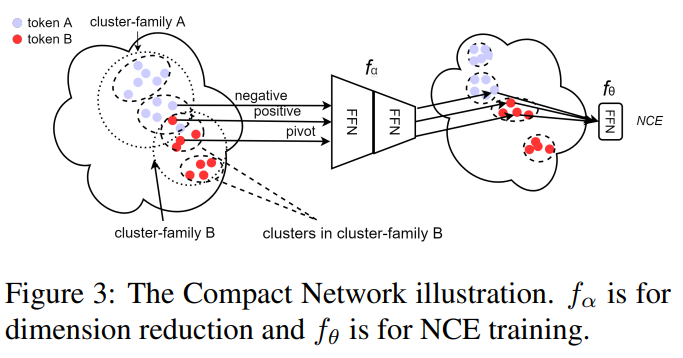 token A
token B
cluster-family A
negative
positive
pivot
fα
FFN
FFN
fθ
FFN
NCE
cluster-family B
clusters in cluster-family B
Figure 3: The Compact Network illustration. fα is for
dimension reduction and fθ is for NCE training.